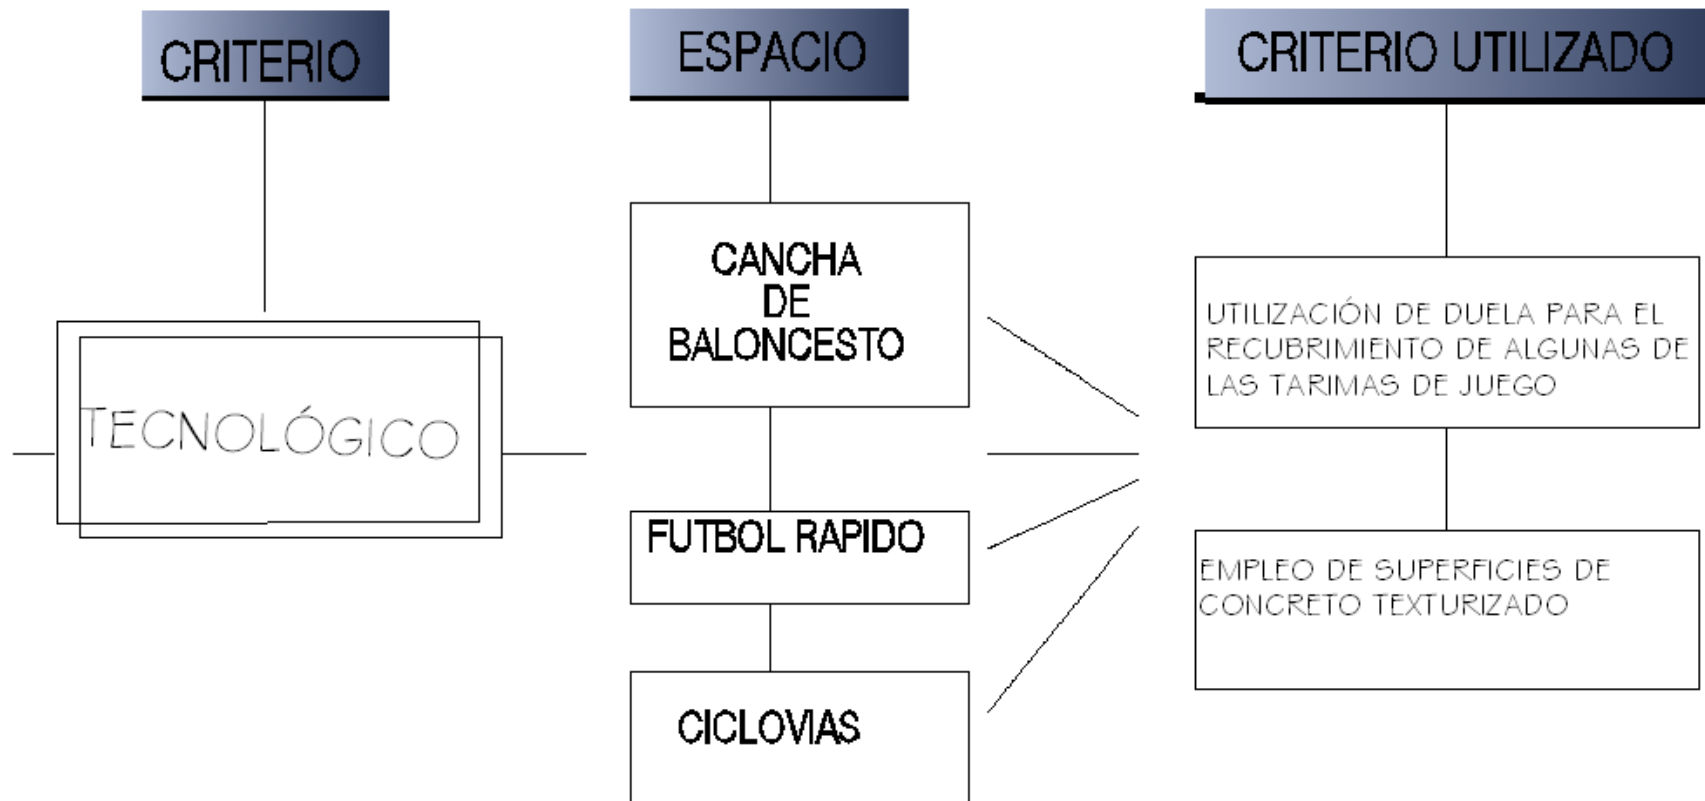 CRITERIO
ESPACIO
CRITERIO UTILIZADO
TECNOLÓGICO
CANCHA
DE
BALONCESTO
FUTBOL RAPIDO
CICLOVIAS
UTILIZACIÓN DE DUELA PARA EL
RECUBRIMIENTO DE ALGUNAS DE
LAS TARIMAS DE JUEGO
EMPLEO DE SUPERFICIES DE
CONCRETO TEXTURIZADO